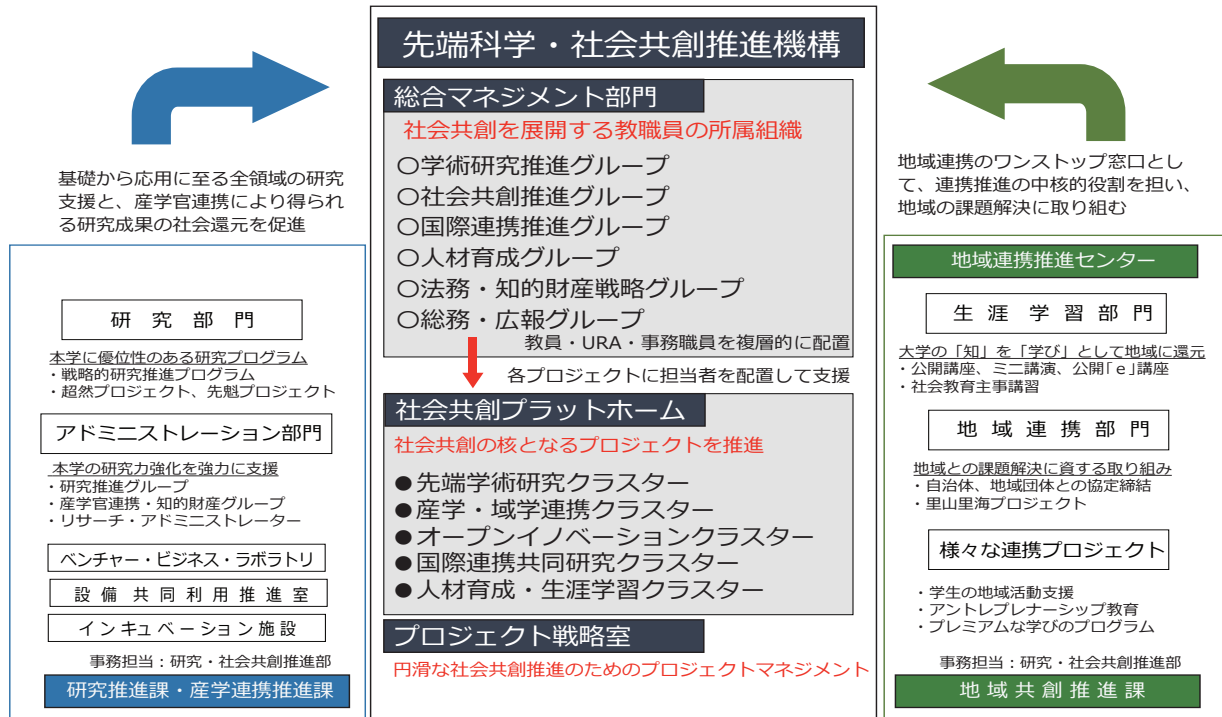 先端科学・社会共創推進機構
総合マネジメント部門
社会共創を展開する教職員の所属組織
○学術研究推進グループ
○社会共創推進グループ
○国際連携推進グループ
○人材育成グループ
○法務・知的財産戦略グループ
○総務・広報グループ
教員・URA・事務職員を複層的に配置
各プロジェクトに担当者を配置して支援
社会共創プラットホーム
社会共創の核となるプロジェクトを推進
●先端学術研究クラスター
●産学・域学連携クラスター
●オープンイノベーションクラスター
●国際連携共同研究クラスター
●人材育成・生涯学習クラスター
プロジェクト戦略室
円滑な社会共創推進のためのプロジェクトマネジメント
基礎から応用に至る全領域の研究
支援と、産学官連携により得られ
る研究成果の社会還元を促進
研究部門
本学に優位性のある研究プログラム
・戦略的研究推進プログラム
・超然プロジェクト、先魁プロジェクト
アドミニストレーション部門
本学の研究力強化を強力に支援
・研究推進グループ
・産学官連携・知的財産グループ
・リサーチ・アドミニストレーター
ベンチャー・ビジネス・ラボラトリ
設備共同利用推進室
インキュベーション施設
事務担当：研究・社会共創推進部
研究推進課・産学連携推進課
地域連携のワンストップ窓口とし
て、連携推進の中核的役割を担い、
地域の課題解決に取り組む
地域連携推進センター
生涯学習部門
大学の「知」を「学び」として地域に還元
・公開講座、ミニ講演、公開｢ｅ｣講座
・社会教育主事講習
地域連携部門
地域との課題解決に資する取り組み
・自治体、地域団体との協定締結
・里山里海プロジェクト
様々な連携プロジェクト
・学生の地域活動支援
・アントレプレナーシップ教育
・プレミアムな学びのプログラム
事務担当：研究・社会共創推進部
地域共創推進課